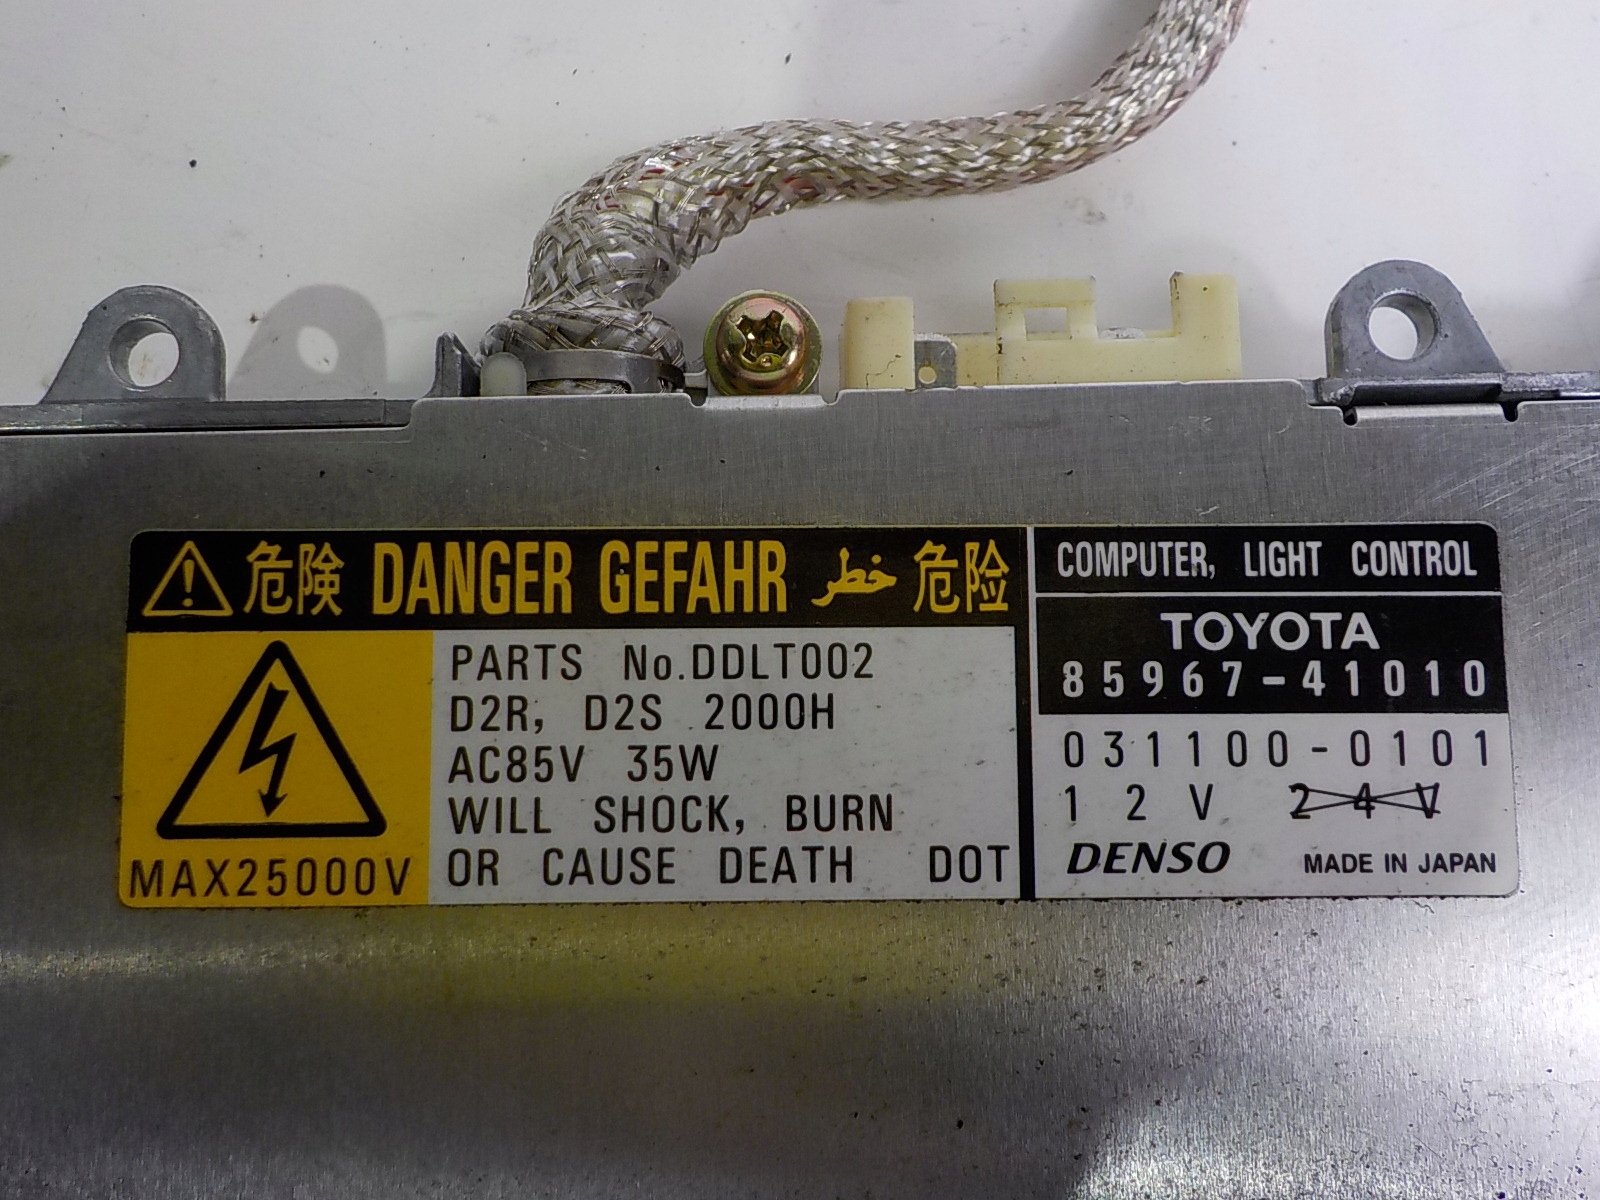 危険 DANGER GEFAHR خطر 危险
MAX25000V
PARTS No.DDLT002
D2R, D2S 2000H
AC85V 35W
WILL SHOCK, BURN
OR CAUSE DEATH DOT
COMPUTER, LIGHT CONTROL
TOYOTA
85967-41010
031100-0101
12V 24V
DENSO MADE IN JAPAN